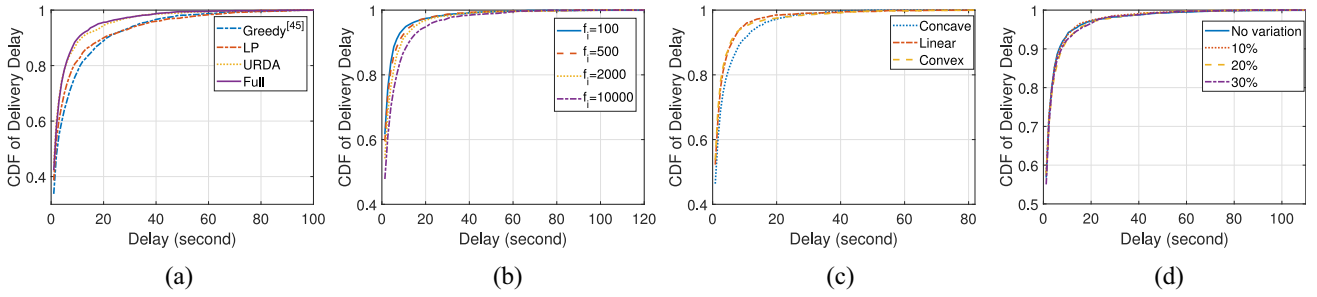 CDF of Delivery Delay
1
0.8
0.6
0.4
Greedy[45]
LP
URDA
Full
0 20 40 60 80 100
Delay (second)
(a)
CDF of Delivery Delay
1
0.8
0.6
0.4
fi=100
fi=500
fi=2000
fi=10000
0 20 40 60 80 100 120
Delay (second)
(b)
CDF of Delivery Delay
1
0.8
0.6
0.4
Concave
Linear
Convex
0 20 40 60 80
Delay (second)
(c)
CDF of Delivery Delay
1
0.9
0.8
0.7
0.6
0.5
No variation
10%
20%
30%
0 20 40 60 80 100
Delay (second)
(d)